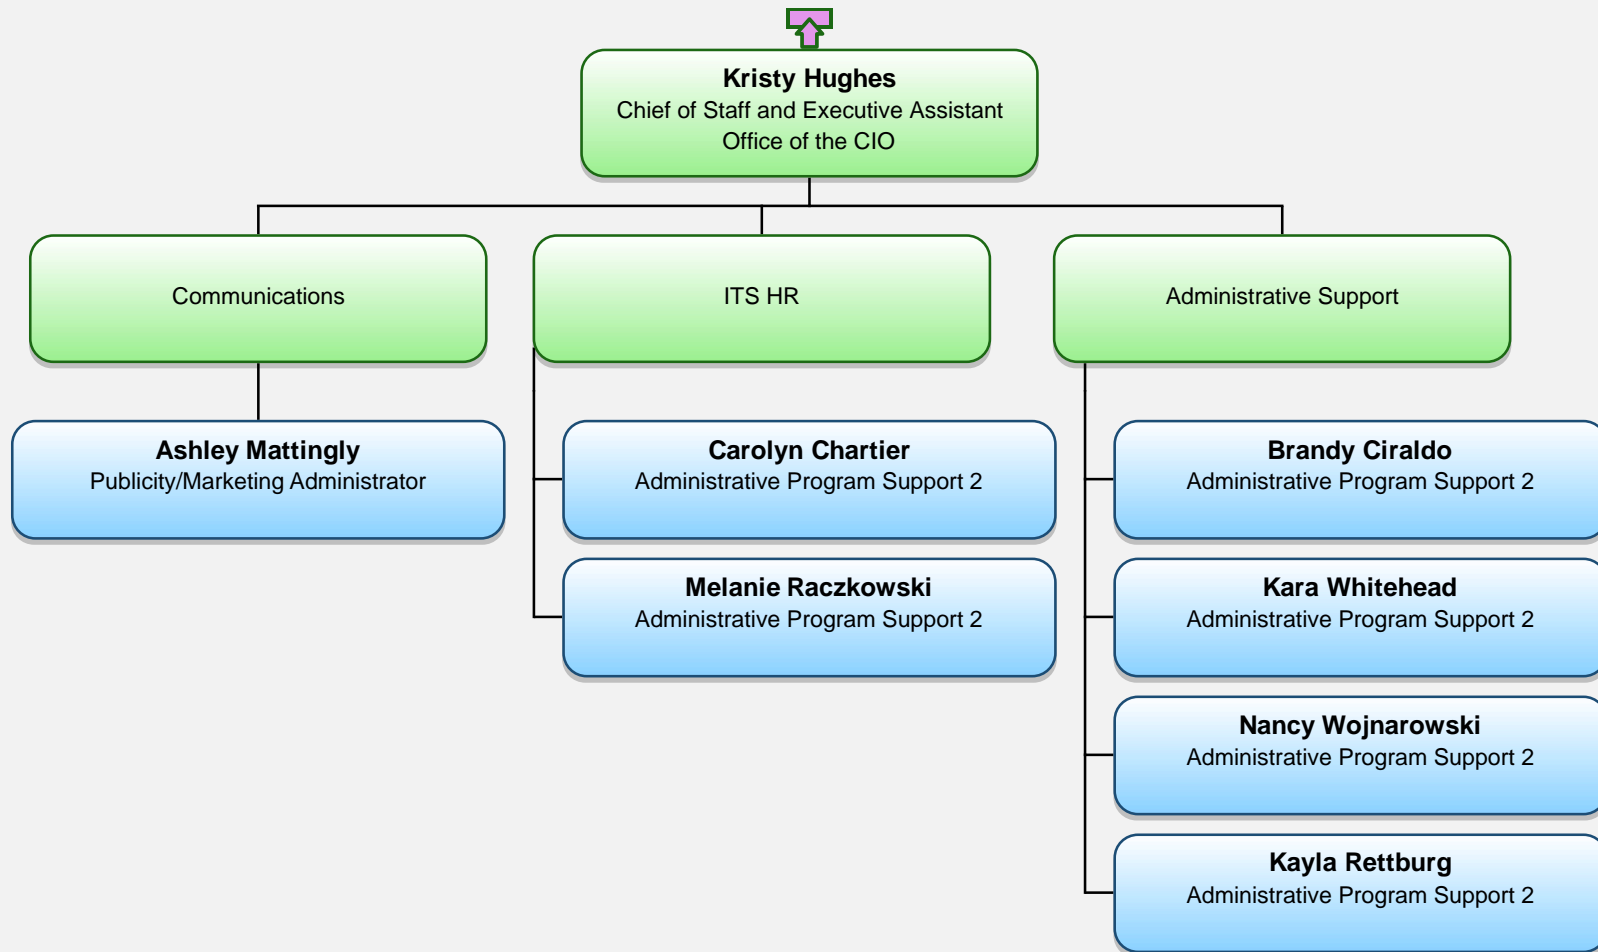 Kristy Hughes
Chief of Staff and Executive Assistant
Office of the CIO
Communications
ITS HR
Administrative Support
Ashley Mattingly
Publicity/Marketing Administrator
Carolyn Chartier
Administrative Program Support 2
Melanie Raczkowski
Administrative Program Support 2
Brandy Ciraldo
Administrative Program Support 2
Kara Whitehead
Administrative Program Support 2
Nancy Wojnarowski
Administrative Program Support 2
Kayla Rettburg
Administrative Program Support 2